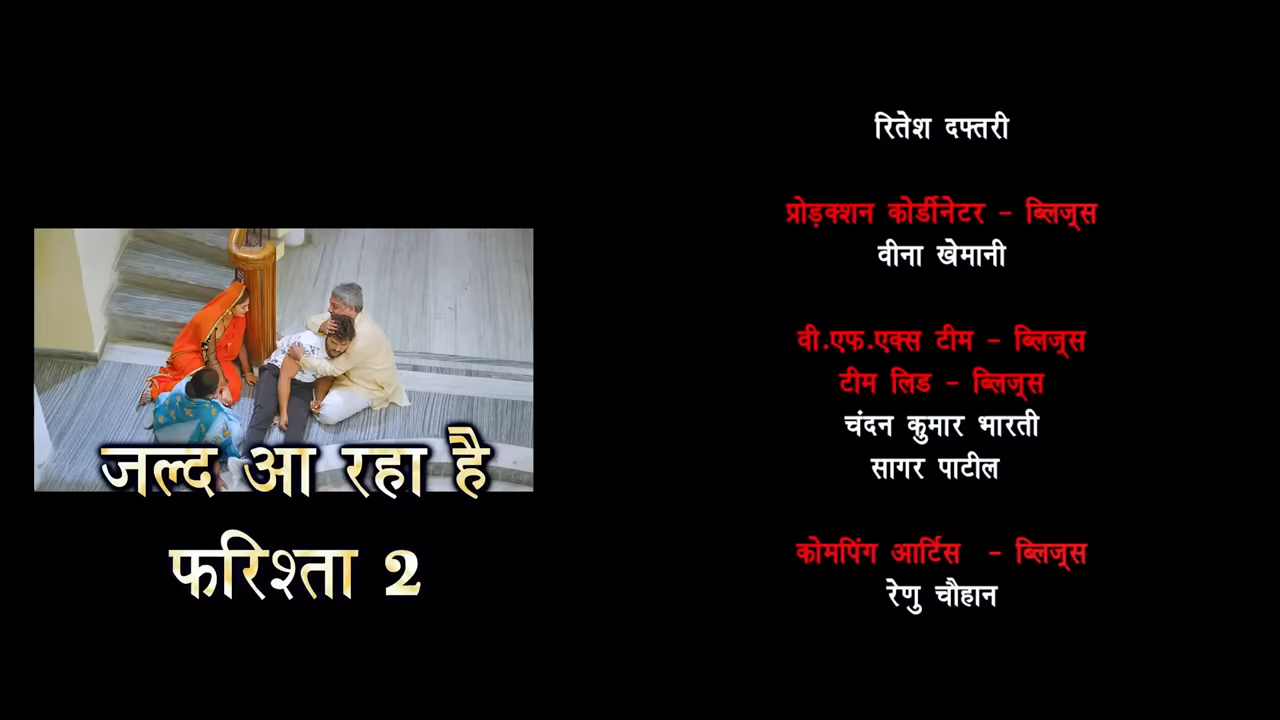 जल्द आ रहा है
फरिश्ता 2
रितेश दफ्तरी
प्रोड़क्शन कोर्डीनेटर - ब्लिज्स
वीना खेमानी
वी.एफ.एक्स टीम - ब्लिज्स
टीम लिड - ब्लिज्स
चंदन कुमार भारती
सागर पाटील
कोमपिंग आर्टिस - ब्लिज्स
रेणु चौहान